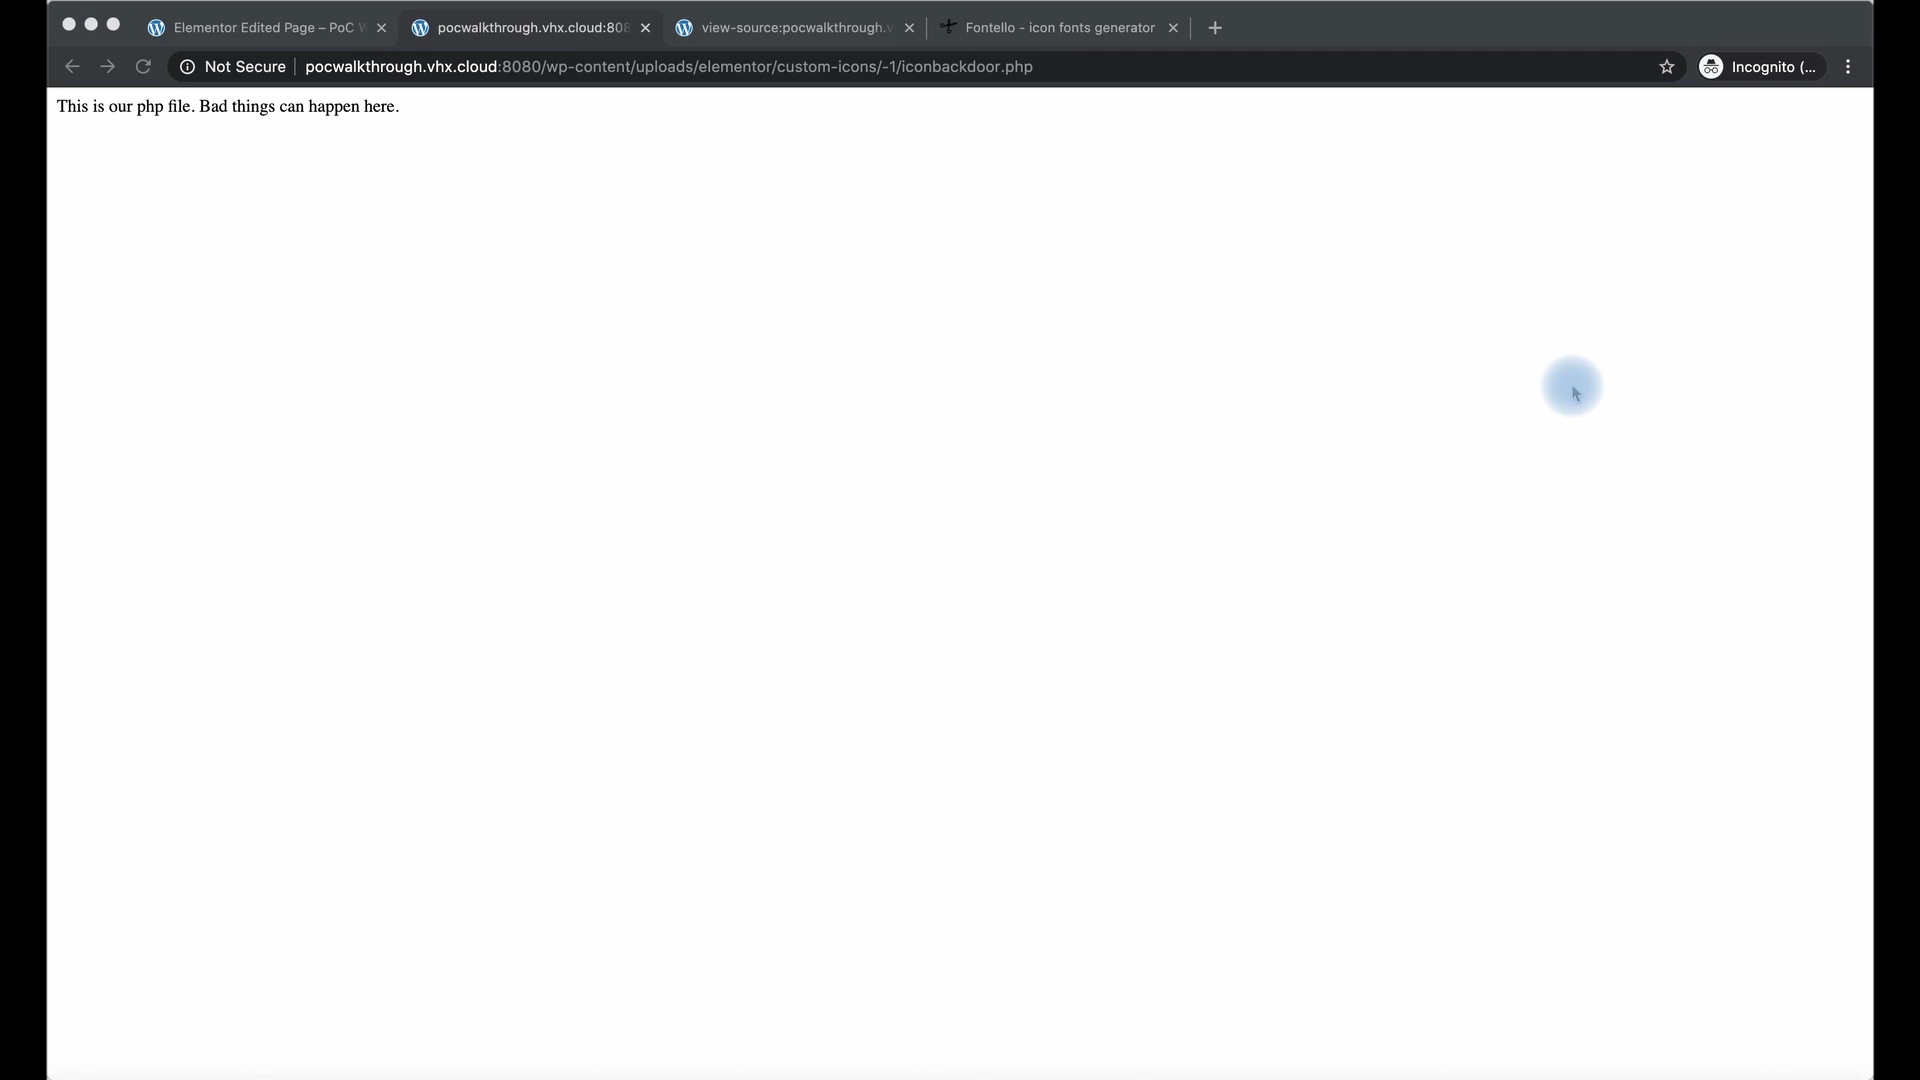 Elementor Edited Page – PoC
pocwalkthrough.vhx.cloud:808
view-source:pocwalkthrough.v
Fontello - icon fonts generator
Not Secure
pocwalkthrough.vhx.cloud:8080/wp-content/uploads/elementor/custom-icons/-1/iconbackdoor.php
Incognito (...
This is our php file. Bad things can happen here.